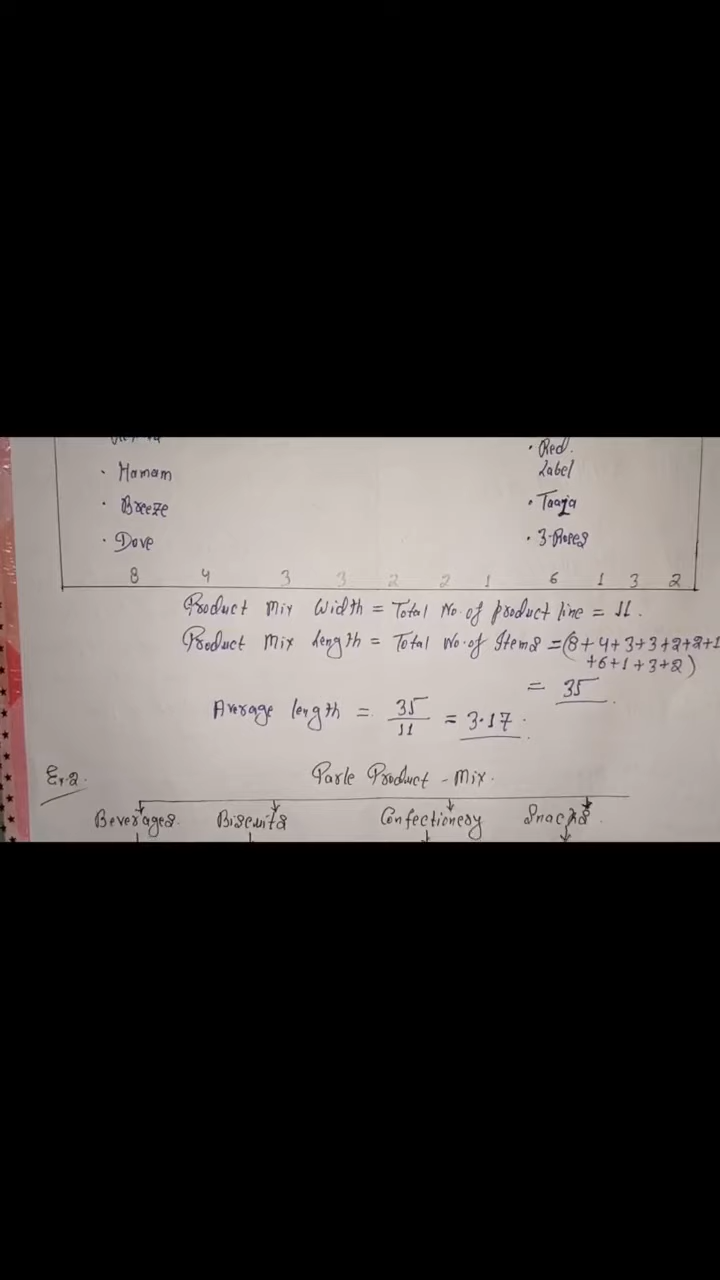 · Hamam
· Breeze
· Dove
· Red
Label
· Taaja
· 3-Roses
8 4 3 3 2 2 1 6 1 3 2
Product Mix Width = Total No. of product line = 11.
Product Mix Length = Total No. of Items = (8+4+3+3+2+2+1
+6+1+3+2)
= 35
Average length = 35/11 = 3.17.
Ex.2. Parle Product - Mix.
Beverages. Biscuits Confectionery Snacks.